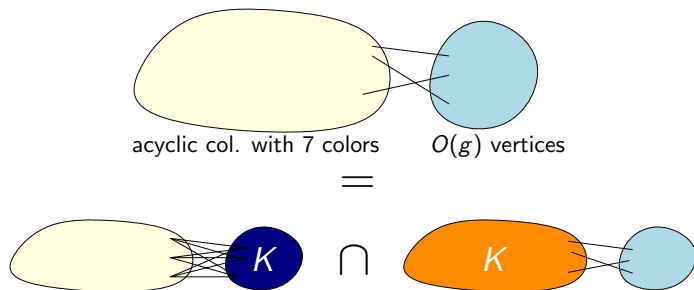 acyclic col. with 7 colors O(g) vertices
=
K ∩ K